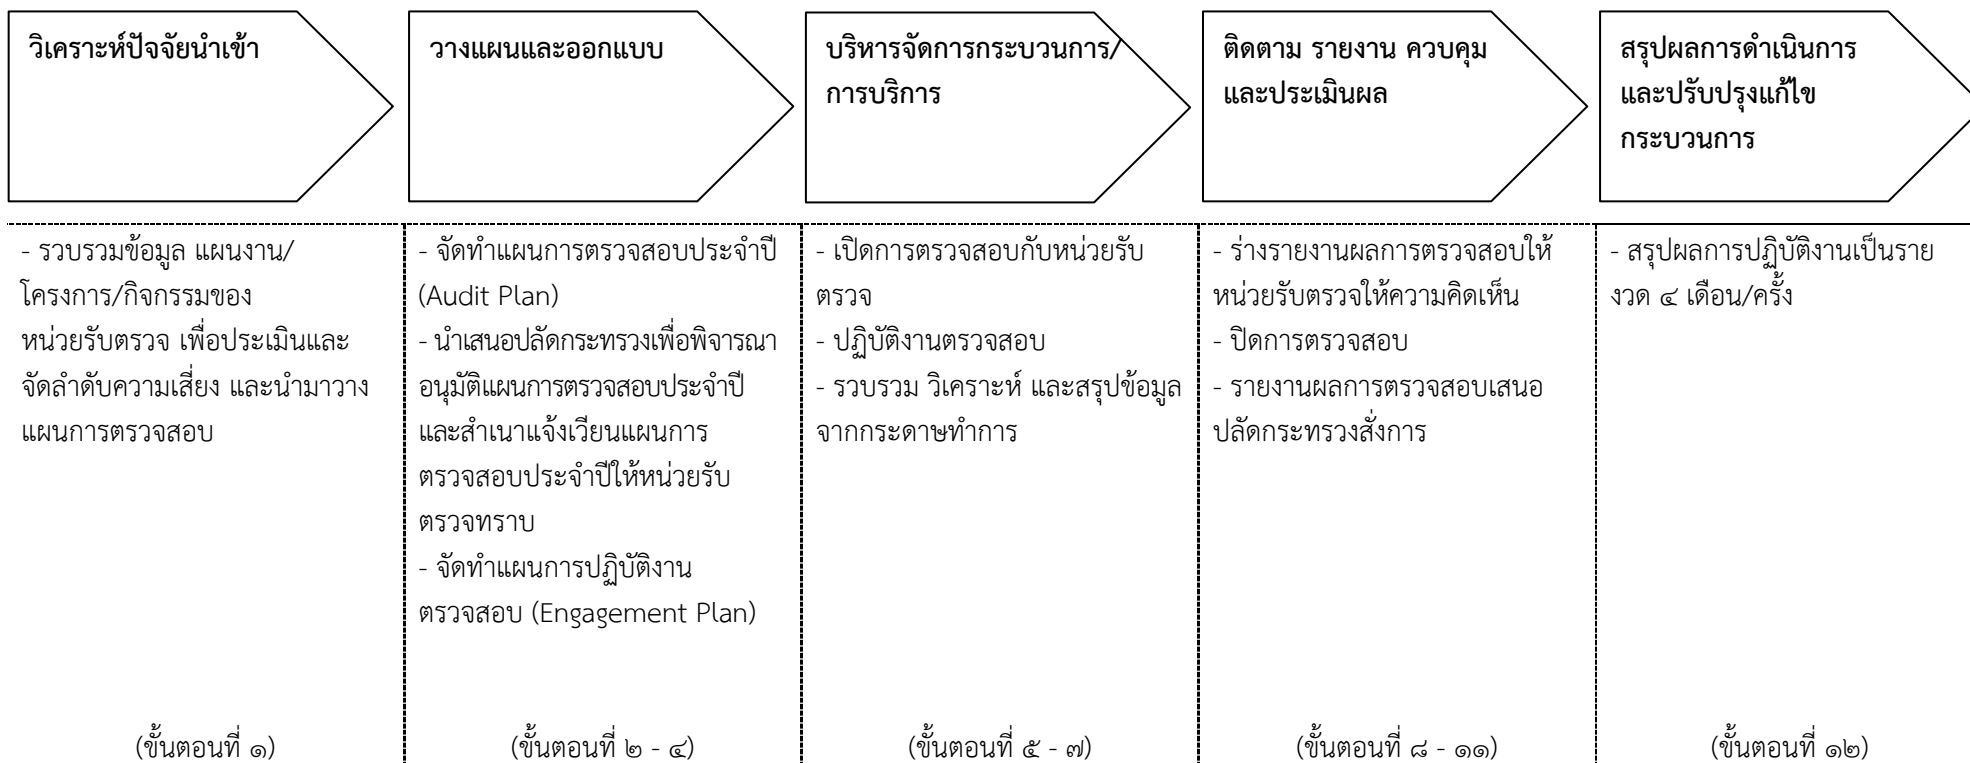 วิเคราะห์ปัจจัยนำเข้า
วางแผนและออกแบบ
บริหารจัดการกระบวนการ/
การบริการ
ติดตาม รายงาน ควบคุม
และประเมินผล
สรุปผลการดำเนินการ
และปรับปรุงแก้ไข
กระบวนการ
- รวบรวมข้อมูล แผนงาน/
โครงการ/กิจกรรมของ
หน่วยรับตรวจ เพื่อประเมินและ
จัดลำดับความเสี่ยง และนำมาวาง
แผนการตรวจสอบ
(ขั้นตอนที่ ๑)
- จัดทำแผนการตรวจสอบประจำปี
(Audit Plan)
- นำเสนอปลัดกระทรวงเพื่อพิจารณา
อนุมัติแผนการตรวจสอบประจำปี
และสำเนาแจ้งเวียนแผนการ
ตรวจสอบประจำปีให้หน่วยรับ
ตรวจทราบ
- จัดทำแผนการปฏิบัติงาน
ตรวจสอบ (Engagement Plan)
(ขั้นตอนที่ ๒ - ๔)
- เปิดการตรวจสอบกับหน่วยรับ
ตรวจ
- ปฏิบัติงานตรวจสอบ
- รวบรวม วิเคราะห์ และสรุปข้อมูล
จากกระดาษทำการ
(ขั้นตอนที่ ๕ - ๗)
- ร่างรายงานผลการตรวจสอบให้
หน่วยรับตรวจให้ความคิดเห็น
- ปิดการตรวจสอบ
- รายงานผลการตรวจสอบเสนอ
ปลัดกระทรวงสั่งการ
(ขั้นตอนที่ ๘ - ๑๑)
- สรุปผลการปฏิบัติงานเป็นราย
งวด ๔ เดือน/ครั้ง
(ขั้นตอนที่ ๑๒)